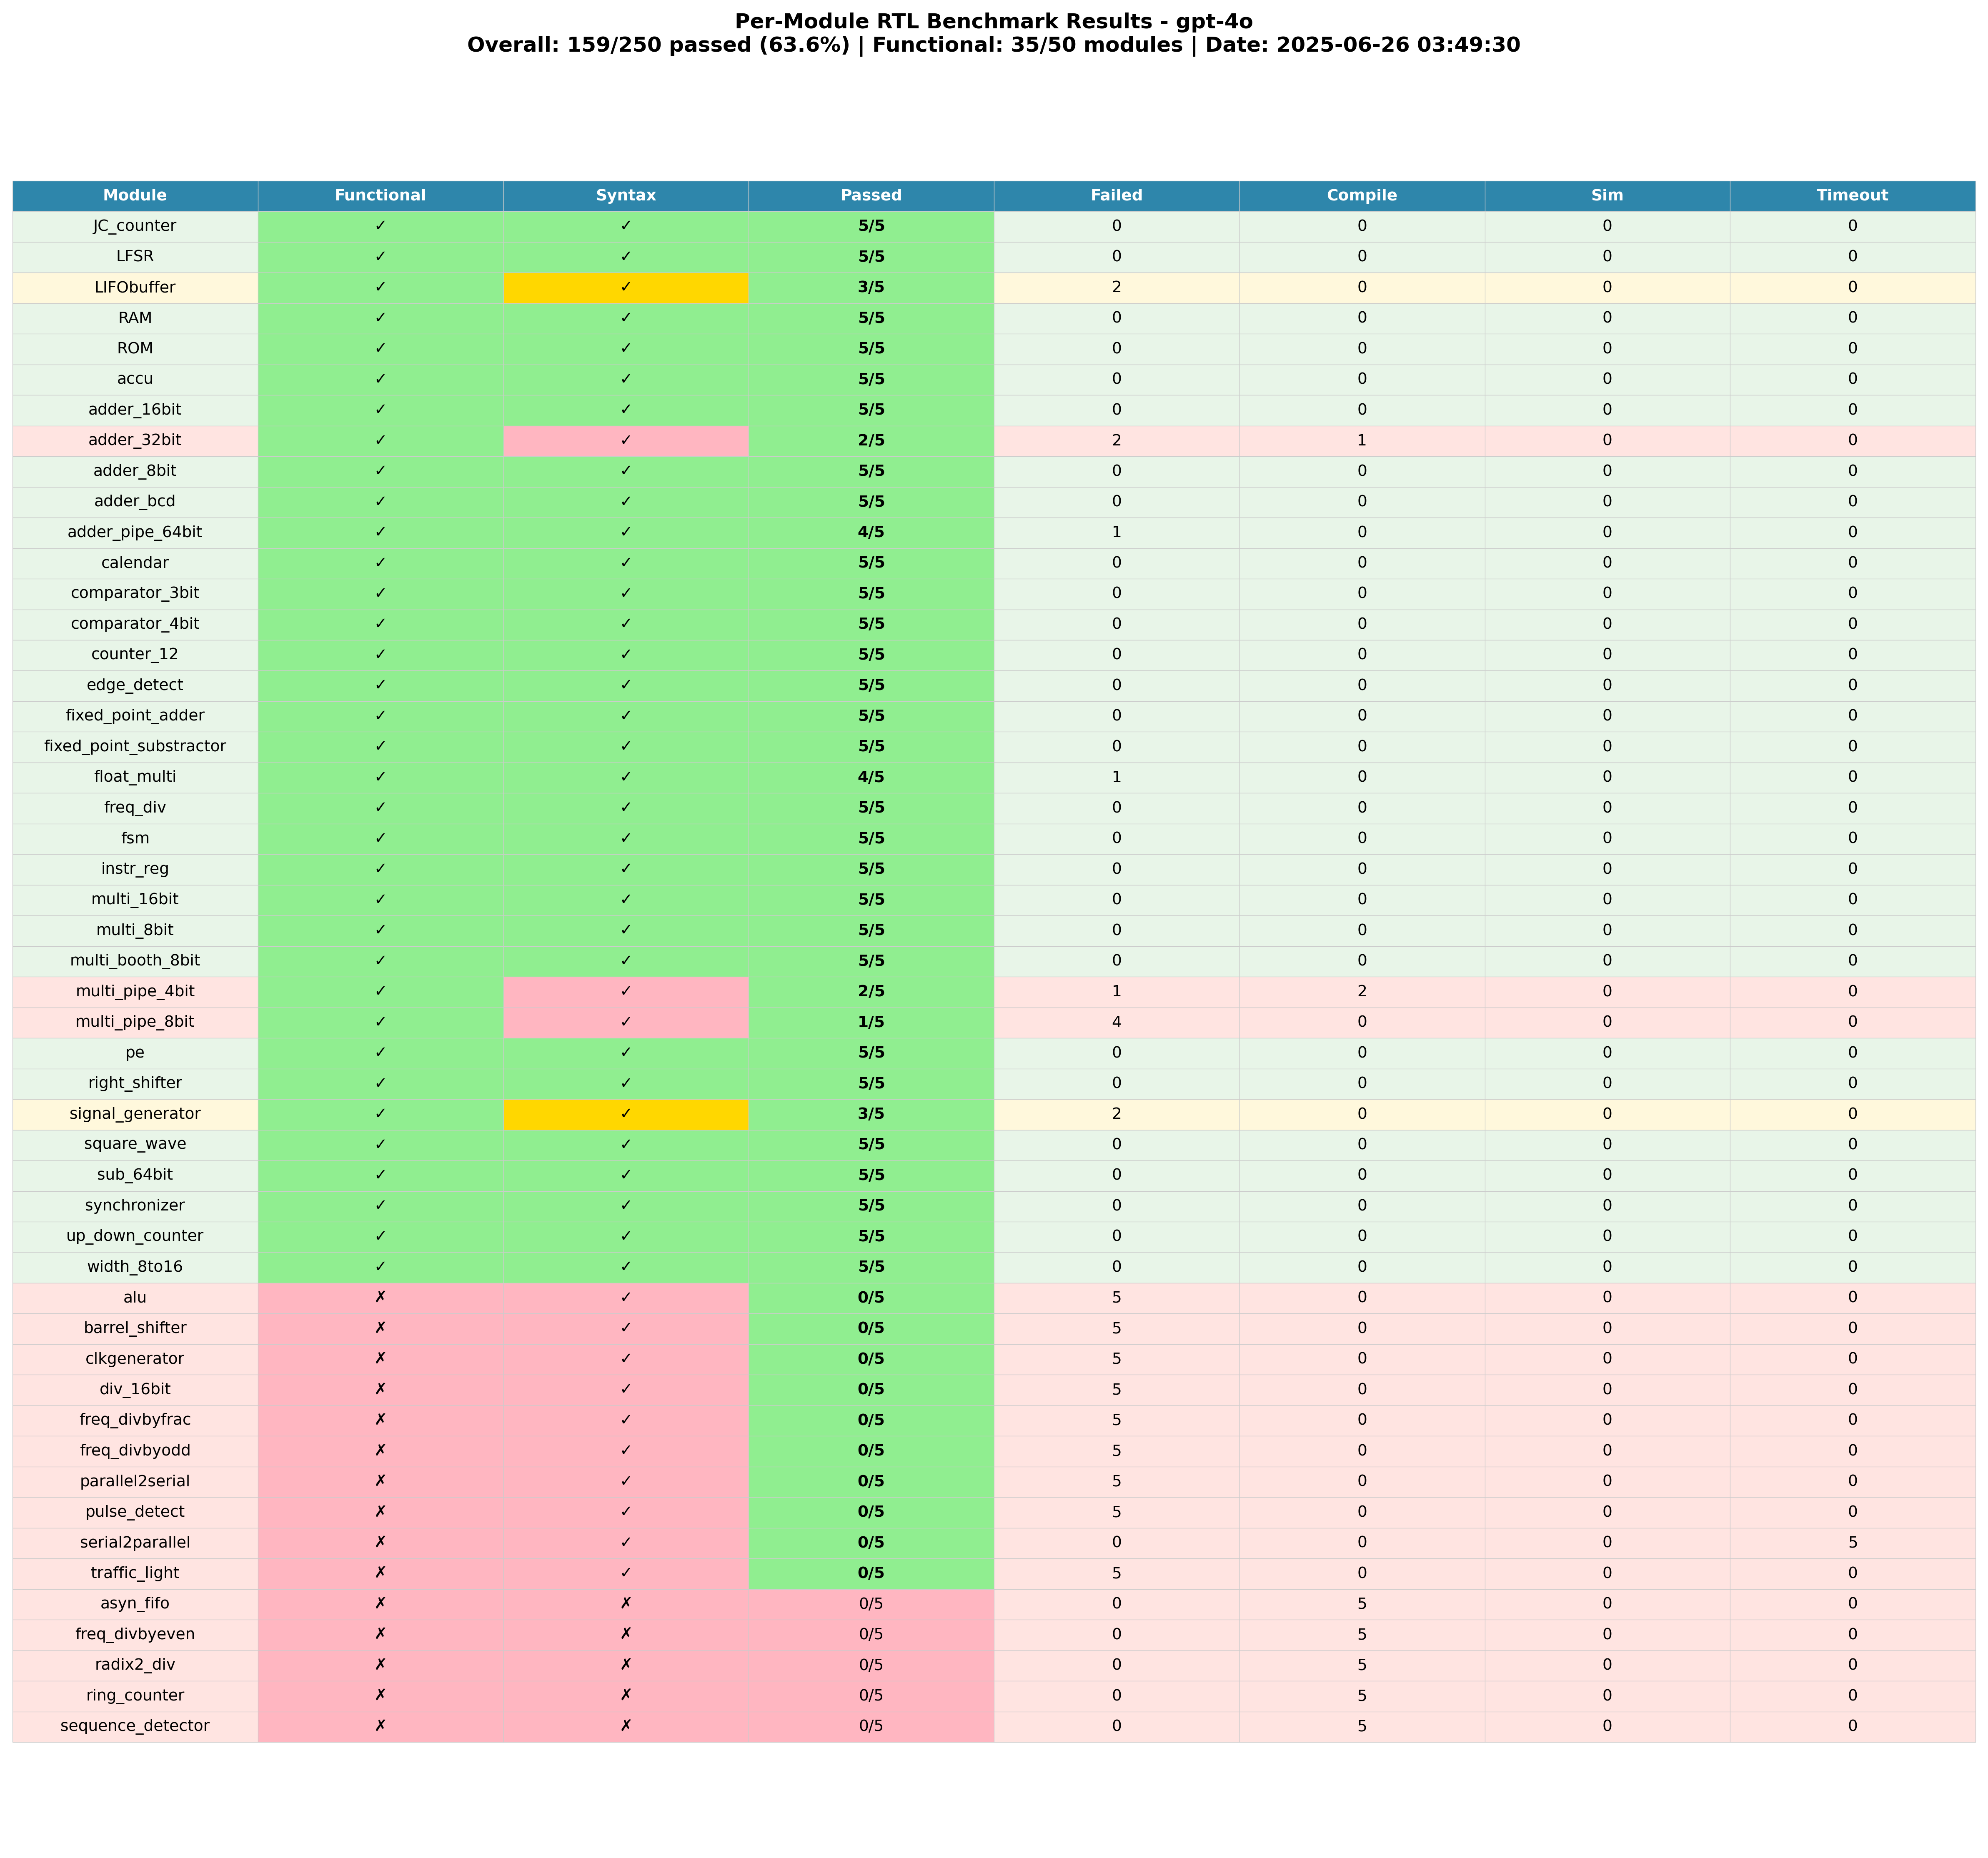 Per-Module RTL Benchmark Results - gpt-4o
Overall: 159/250 passed (63.6%) | Functional: 35/50 modules | Date: 2025-06-26 03:49:30
Module Functional Syntax Passed Failed Compile Sim Timeout
JC_counter ✓ ✓ 5/5 0 0 0 0
LFSR ✓ ✓ 5/5 0 0 0 0
LIFObuffer ✓ ✓ 3/5 2 0 0 0
RAM ✓ ✓ 5/5 0 0 0 0
ROM ✓ ✓ 5/5 0 0 0 0
accu ✓ ✓ 5/5 0 0 0 0
adder_16bit ✓ ✓ 5/5 0 0 0 0
adder_32bit ✓ ✓ 2/5 2 1 0 0
adder_8bit ✓ ✓ 5/5 0 0 0 0
adder_bcd ✓ ✓ 5/5 0 0 0 0
adder_pipe_64bit ✓ ✓ 4/5 1 0 0 0
calendar ✓ ✓ 5/5 0 0 0 0
comparator_3bit ✓ ✓ 5/5 0 0 0 0
comparator_4bit ✓ ✓ 5/5 0 0 0 0
counter_12 ✓ ✓ 5/5 0 0 0 0
edge_detect ✓ ✓ 5/5 0 0 0 0
fixed_point_adder ✓ ✓ 5/5 0 0 0 0
fixed_point_substractor ✓ ✓ 5/5 0 0 0 0
float_multi ✓ ✓ 4/5 1 0 0 0
freq_div ✓ ✓ 5/5 0 0 0 0
fsm ✓ ✓ 5/5 0 0 0 0
instr_reg ✓ ✓ 5/5 0 0 0 0
multi_16bit ✓ ✓ 5/5 0 0 0 0
multi_8bit ✓ ✓ 5/5 0 0 0 0
multi_booth_8bit ✓ ✓ 5/5 0 0 0 0
multi_pipe_4bit ✓ ✓ 2/5 1 2 0 0
multi_pipe_8bit ✓ ✓ 1/5 4 0 0 0
pe ✓ ✓ 5/5 0 0 0 0
right_shifter ✓ ✓ 5/5 0 0 0 0
signal_generator ✓ ✓ 3/5 2 0 0 0
square_wave ✓ ✓ 5/5 0 0 0 0
sub_64bit ✓ ✓ 5/5 0 0 0 0
synchronizer ✓ ✓ 5/5 0 0 0 0
up_down_counter ✓ ✓ 5/5 0 0 0 0
width_8to16 ✓ ✓ 5/5 0 0 0 0
alu ✗ ✓ 0/5 5 0 0 0
barrel_shifter ✗ ✓ 0/5 5 0 0 0
clkgenerator ✗ ✓ 0/5 5 0 0 0
div_16bit ✗ ✓ 0/5 5 0 0 0
freq_divbyfrac ✗ ✓ 0/5 5 0 0 0
freq_divbyodd ✗ ✓ 0/5 5 0 0 0
parallel2serial ✗ ✓ 0/5 5 0 0 0
pulse_detect ✗ ✓ 0/5 5 0 0 0
serial2parallel ✗ ✓ 0/5 0 0 0 5
traffic_light ✗ ✓ 0/5 5 0 0 0
asyn_fifo ✗ ✗ 0/5 0 5 0 0
freq_divbyeven ✗ ✗ 0/5 0 5 0 0
radix2_div ✗ ✗ 0/5 0 5 0 0
ring_counter ✗ ✗ 0/5 0 5 0 0
sequence_detector ✗ ✗ 0/5 0 5 0 0